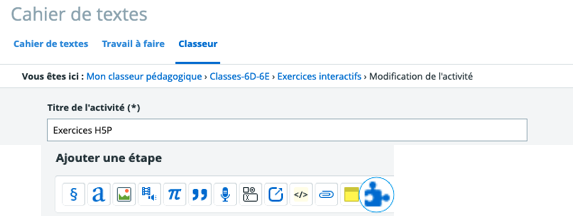 Cahier de textes
Cahier de textes Travail à faire Classeur
Vous êtes ici : Mon classeur pédagogique › Classes-6D-6E › Exercices interactifs › Modification de l'activité
Titre de l'activité (*)
Exercices H5P
Ajouter une étape
§ a π </>